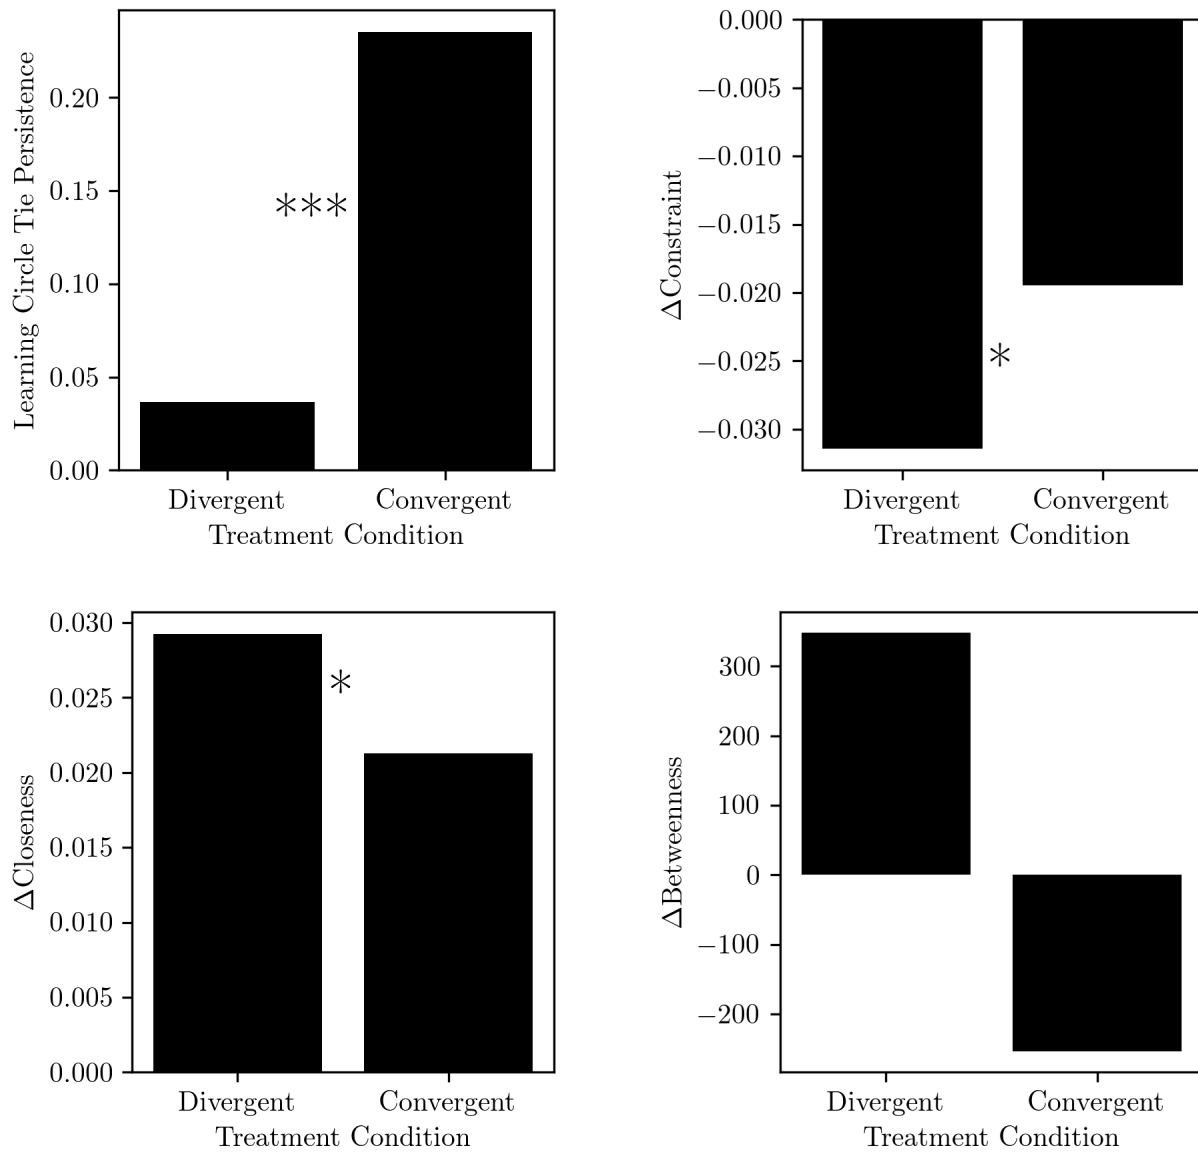 Learning Circle Tie Persistence
0.20
0.15
0.10
0.05
0.00
***
Divergent Convergent
Treatment Condition
ΔConstraint
0.000
−0.005
−0.010
−0.015
−0.020
−0.025
−0.030
*
Divergent Convergent
Treatment Condition
ΔCloseness
0.030
0.025
0.020
0.015
0.010
0.005
0.000
*
Divergent Convergent
Treatment Condition
ΔBetweenness
300
200
100
0
−100
−200
Divergent Convergent
Treatment Condition